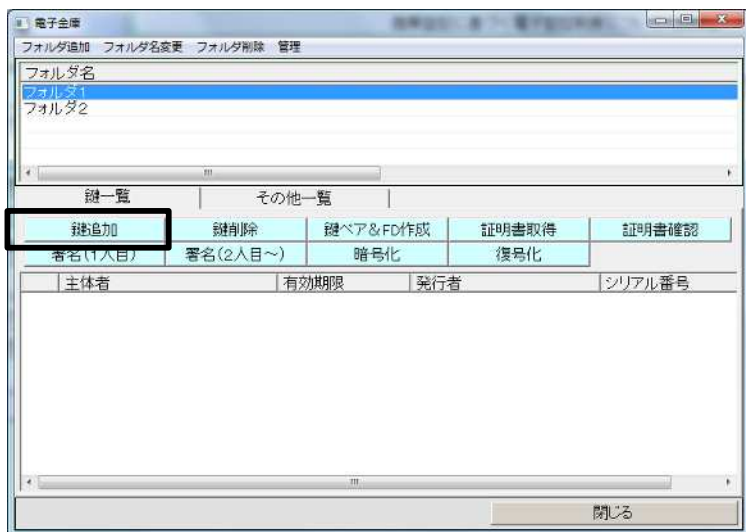 電子金庫
フォルダ追加 フォルダ名変更 フォルダ削除 管理
フォルダ名
フォルダ1
フォルダ2
鍵一覧 その他一覧
鍵追加 鍵削除 鍵ペア&FD作成 証明書取得 証明書確認
署名(1人目) 署名(2人目～) 暗号化 復号化
主体者 有効期限 発行者 シリアル番号
閉じる